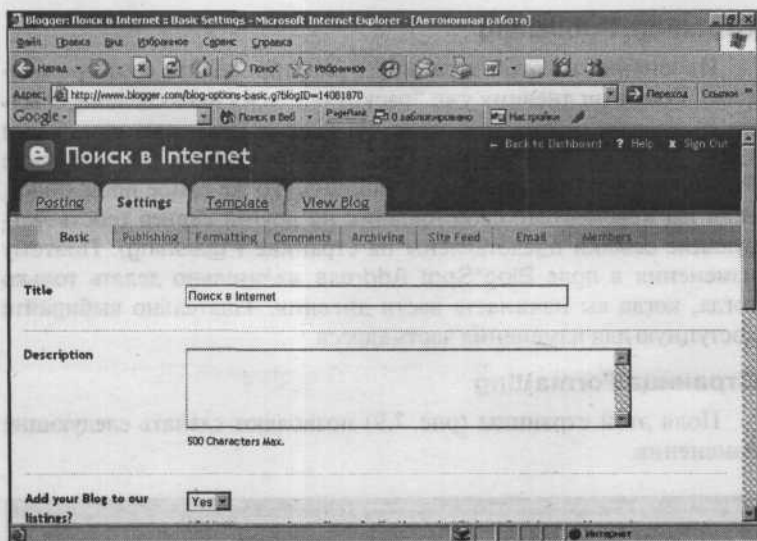 Blogger: Поиск в Internet :: Basic Settings - Microsoft Internet Explorer - [Автономная работа]
Файл Правка Вид Избранное Сервис Справка
Назад Поиск Избранное
Адрес: http://www.blogger.com/blog-options-basic.g?blogID=14081870 Переход Ссылки »
Google - Поиск в Веб PageRank 0 заблокировано Настройки
Поиск в Internet
← Back to Dashboard ? Help x Sign Out
Posting Settings Template View Blog
Basic Publishing Formatting Comments Archiving Site Feed Email Members
Title
Поиск в Internet
Description
500 Characters Max.
Add your Blog to our
listings?
Yes
Интернет